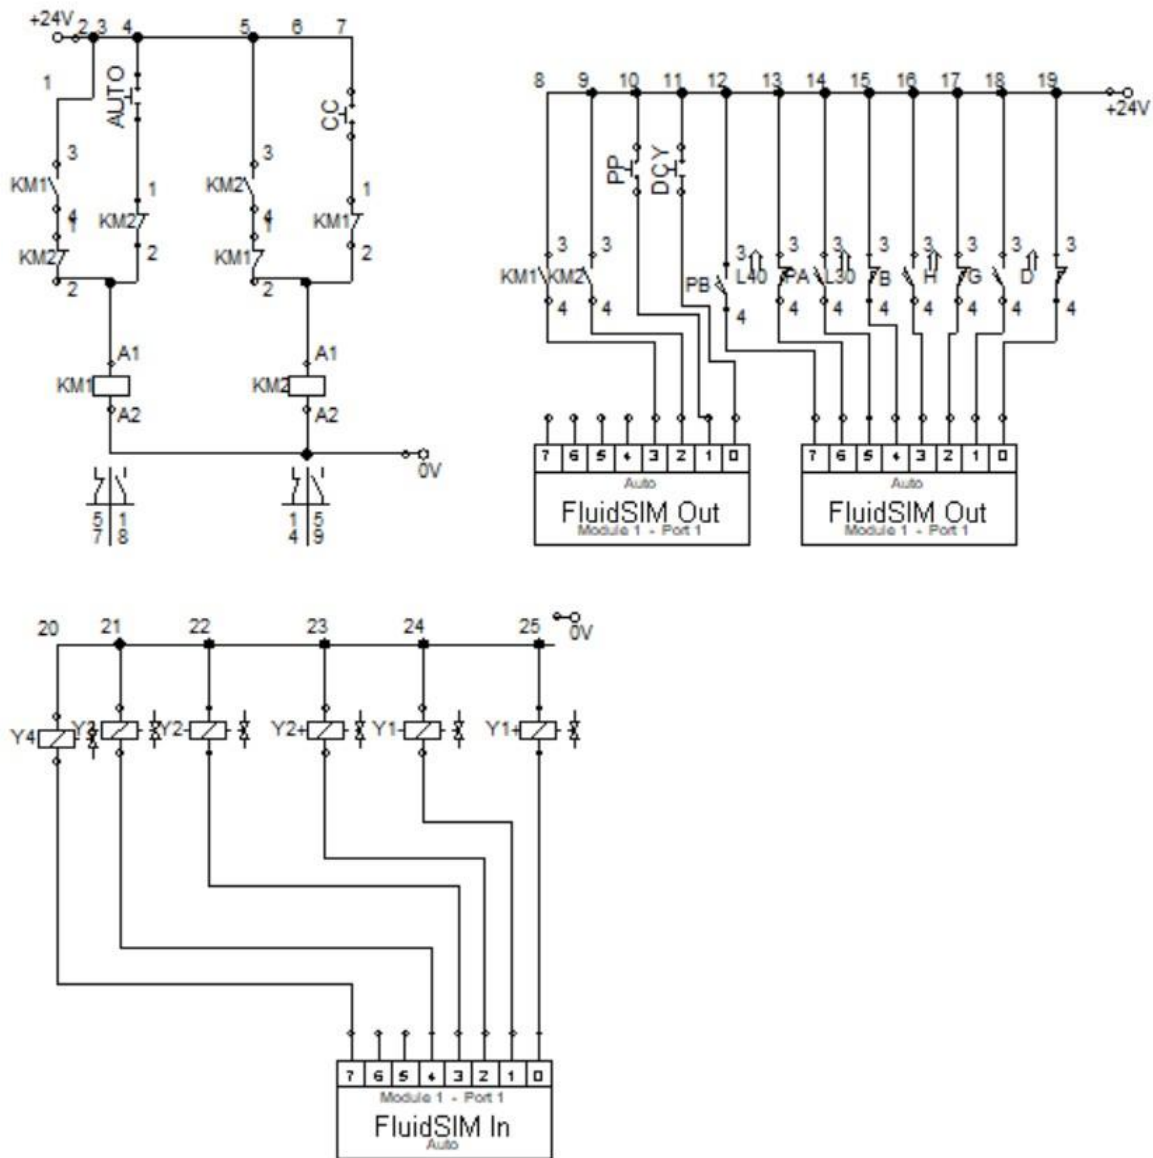 +24V 2 3 4 5 6 7
1
AUTO
CC
3
KM1
4
1
KM2
2
1
KM2
2
3
KM2
4
1
KM1
2
1
KM1
2
A1
KM1
A2
A1
KM2
A2
0V
5 1
7 8
1 5
4 9
8 9 10 11 12 13 14 15 16 17 18 19
+24V
PP
DCY
3 3 3 3 3 3 3 3 3 3
KM1 KM2 PB L40 PA L30 B H G D
4 4 4 4 4 4 4 4 4 4
7 6 5 4 3 2 1 0
Auto
FluidSIM Out
Module 1 - Port 1
7 6 5 4 3 2 1 0
Auto
FluidSIM Out
Module 1 - Port 1
20 21 22 23 24 25
0V
Y4 Y2- Y2+ Y1- Y1+
7 6 5 4 3 2 1 0
Module 1 - Port 1
FluidSIM In
Auto